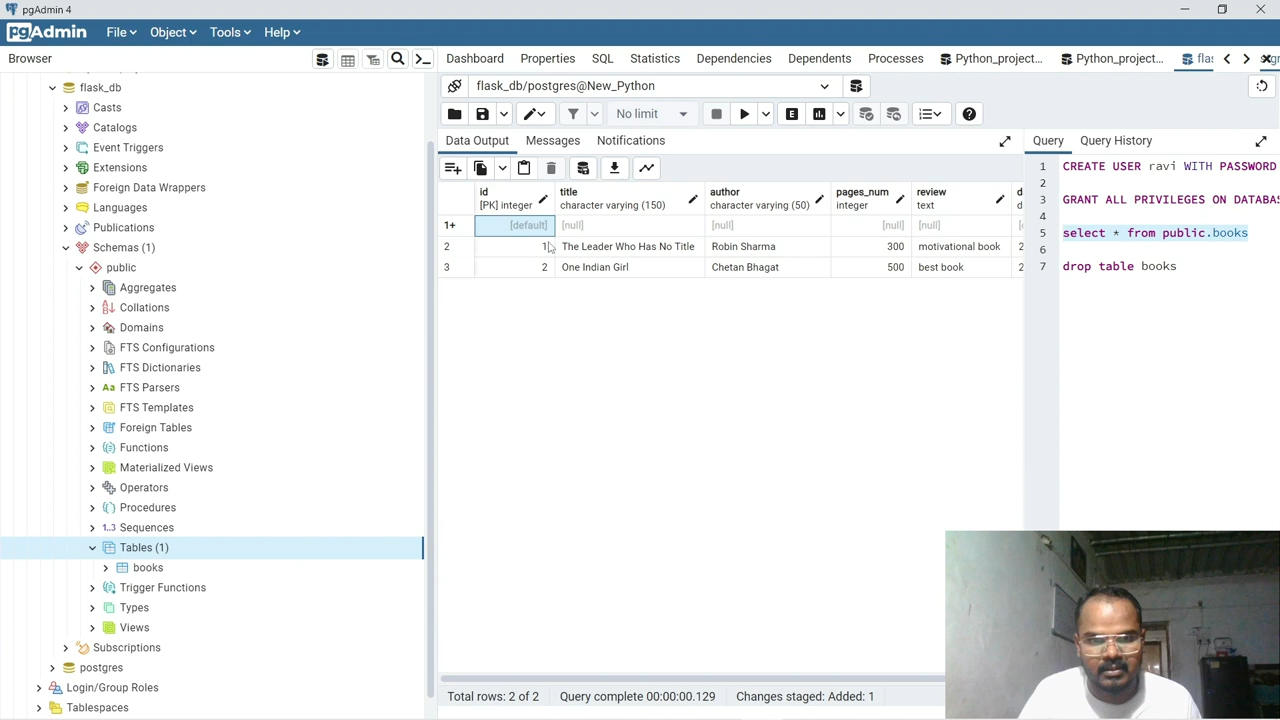 pgAdmin 4
pgAdmin File Object Tools Help
Browser
flask_db
Casts
Catalogs
Event Triggers
Extensions
Foreign Data Wrappers
Languages
Publications
Schemas (1)
public
Aggregates
Collations
Domains
FTS Configurations
FTS Dictionaries
FTS Parsers
FTS Templates
Foreign Tables
Functions
Materialized Views
Operators
Procedures
1..3 Sequences
Tables (1)
books
Trigger Functions
Types
Views
Subscriptions
postgres
Login/Group Roles
Tablespaces
Dashboard Properties SQL Statistics Dependencies Dependents Processes Python_project... Python_project... flas
flask_db/postgres@New_Python
No limit E
Data Output Messages Notifications
id title author pages_num review
[PK] integer character varying (150) character varying (50) integer text
1+ [default] [null] [null] [null] [null]
2 1 The Leader Who Has No Title Robin Sharma 300 motivational book 2
3 2 One Indian Girl Chetan Bhagat 500 best book 2
Total rows: 2 of 2 Query complete 00:00:00.129 Changes staged: Added: 1
Query Query History
1 CREATE USER ravi WITH PASSWORD
2
3 GRANT ALL PRIVILEGES ON DATABAS
4
5 select * from public.books
6
7 drop table books